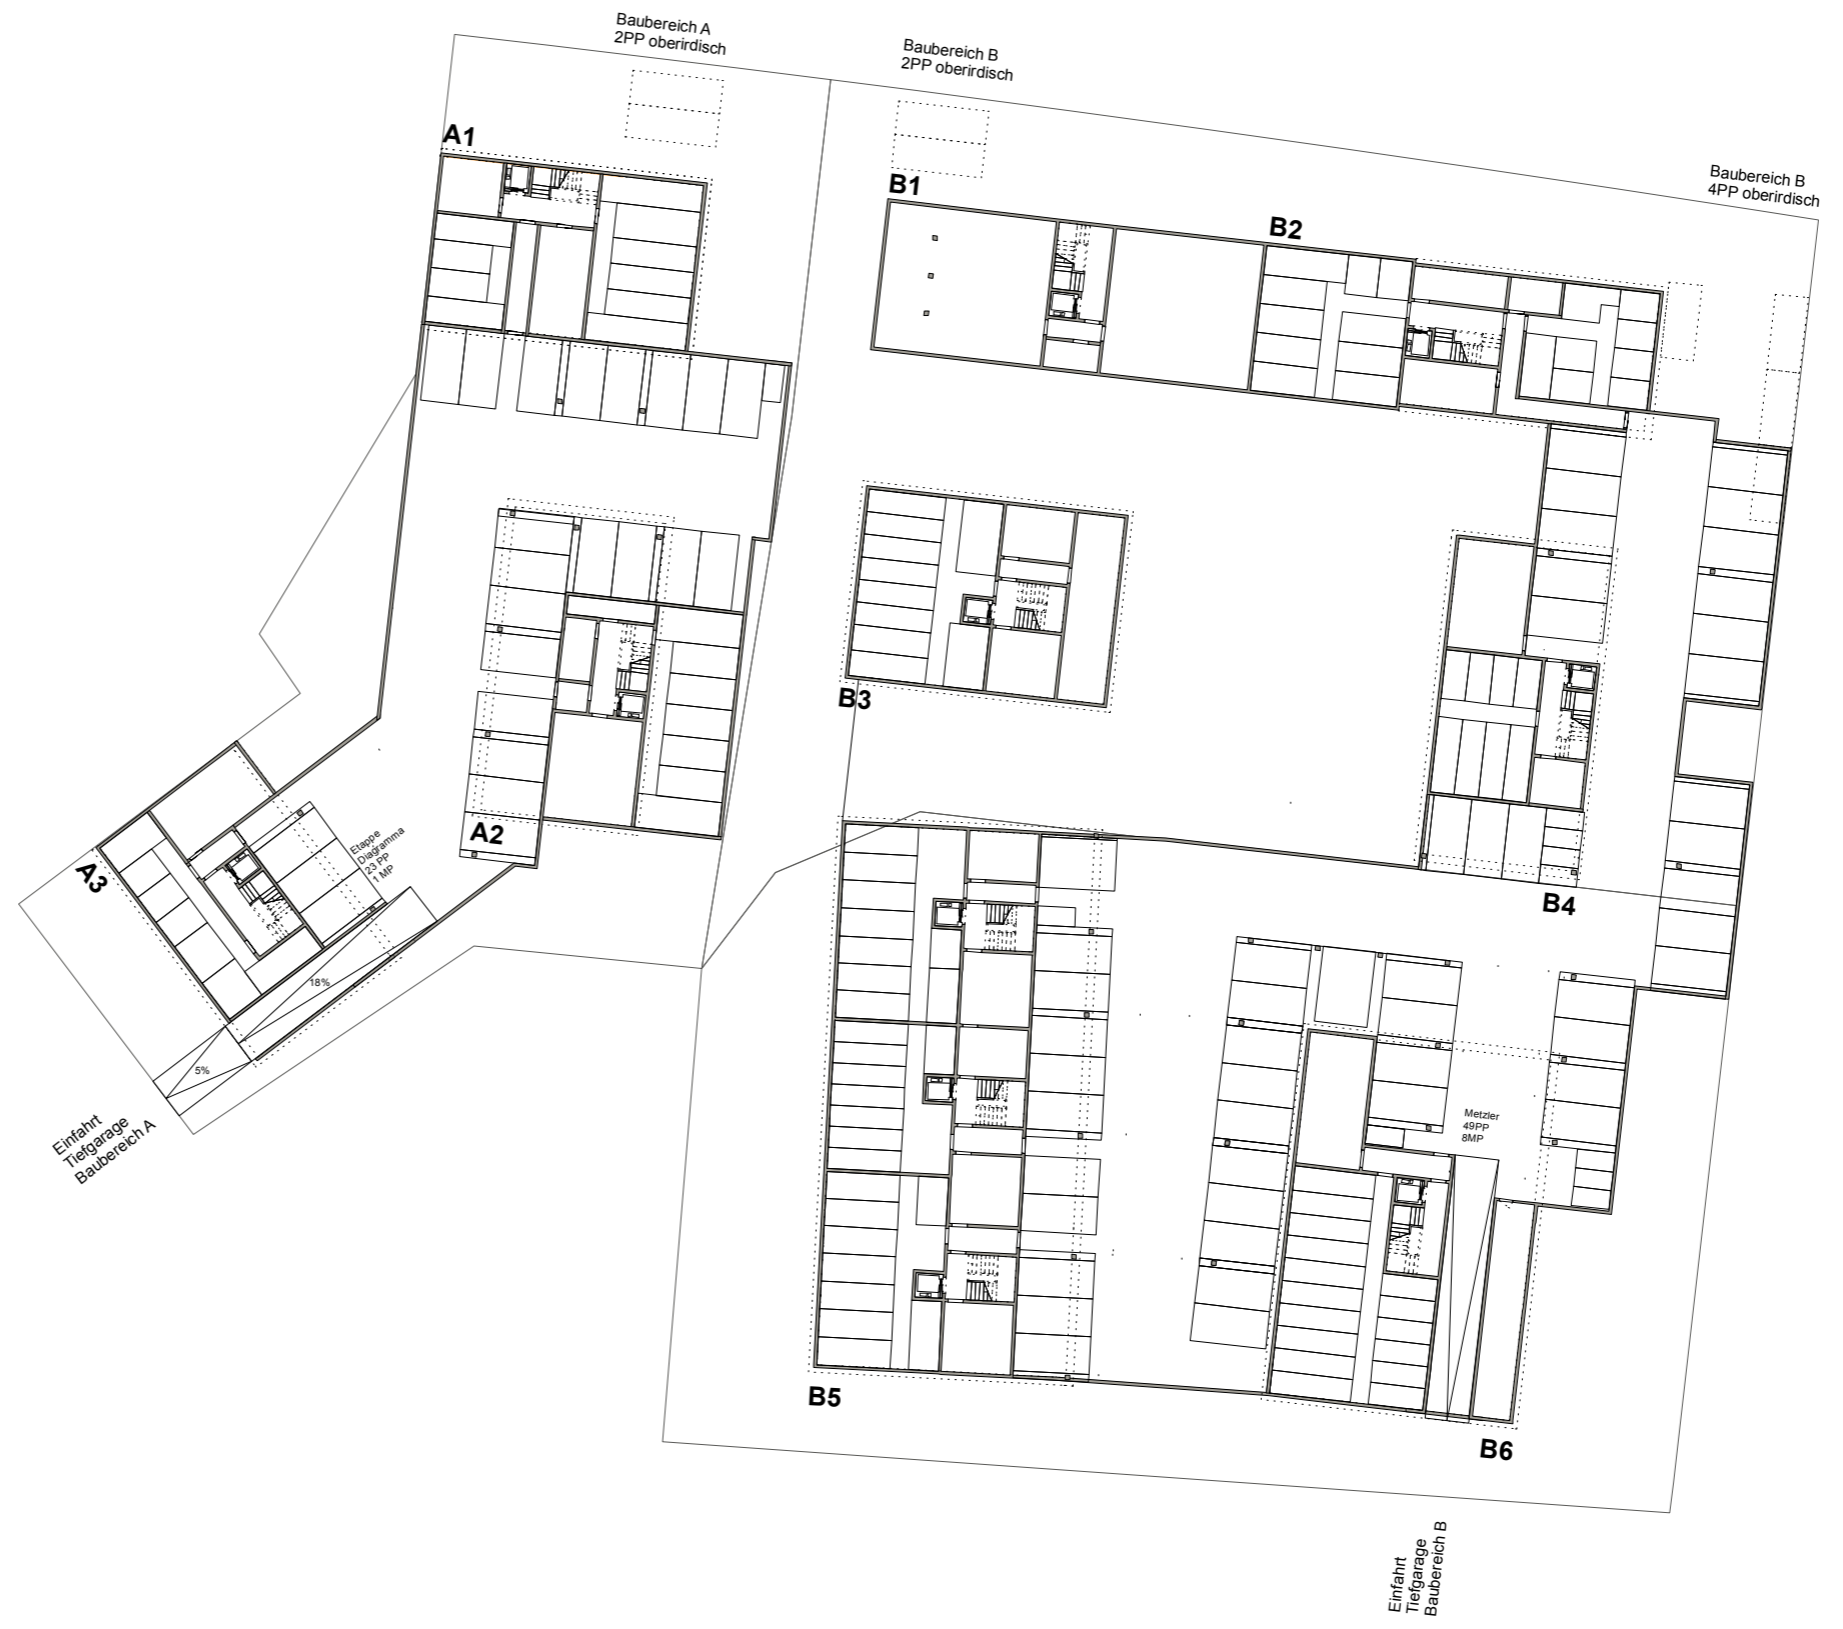 Baubereich A
2PP oberirdisch
Baubereich B
2PP oberirdisch
Baubereich B
4PP oberirdisch
A1
B1
B2
B3
A2
A3
Etappe
Diagramma
23 PP
1 MP
18%
5%
Einfahrt
Tiefgarage
Baubereich A
B4
Metzler
49PP
8MP
B5
B6
Einfahrt
Tiefgarage
Baubereich B